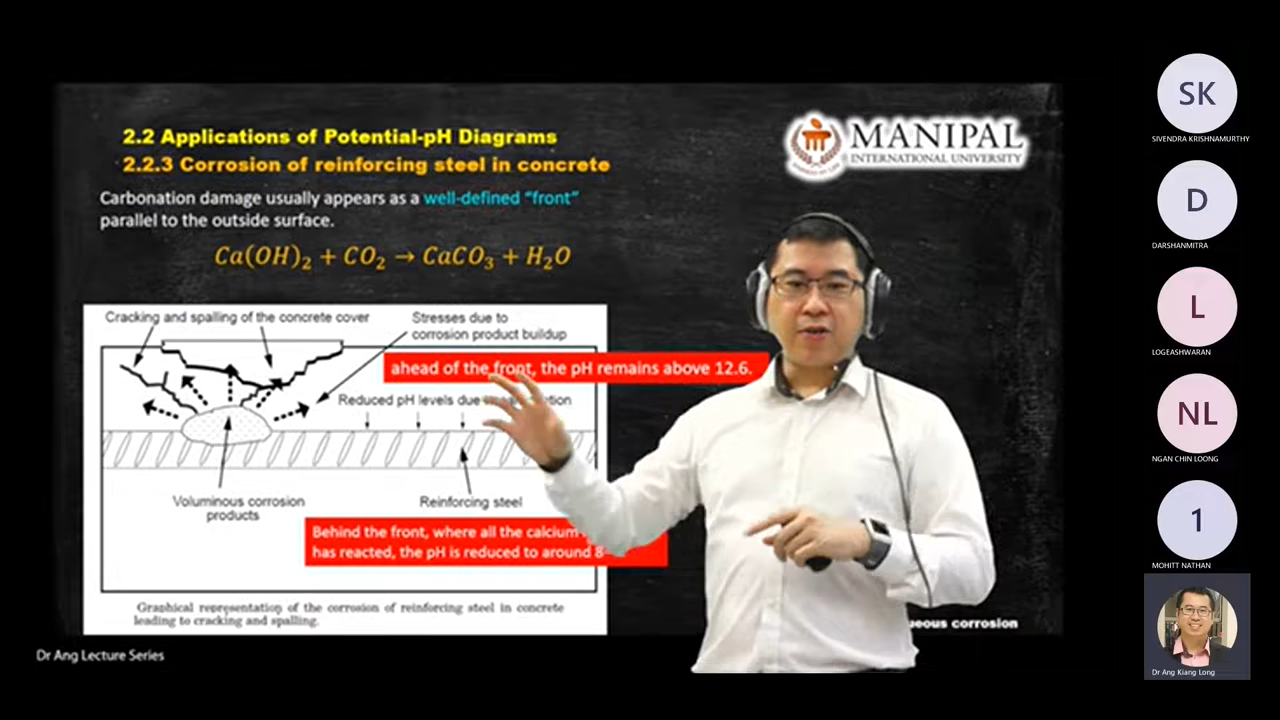 2.2 Applications of Potential-pH Diagrams
2.2.3 Corrosion of reinforcing steel in concrete
Carbonation damage usually appears as a well-defined "front"
parallel to the outside surface.
Ca(OH)₂ + CO₂ → CaCO₃ + H₂O
Cracking and spalling of the concrete cover
Stresses due to
corrosion product buildup
ahead of the front, the pH remains above 12.6.
Reduced pH levels due
Voluminous corrosion
products
Reinforcing steel
Behind the front, where all the calcium
has reacted, the pH is reduced to around 8
Graphical representation of the corrosion of reinforcing steel in concrete
leading to cracking and spalling.
MANIPAL
INTERNATIONAL UNIVERSITY
corrosion
Dr Ang Lecture Series
SK
SIVENDRA KRISHNAMURTHY
D
DARSHANMITRA
L
LOGEASHWARAN
NL
NGAN CHIN LOONG
1
MOHITT NATHAN
Dr Ang Kiang Long